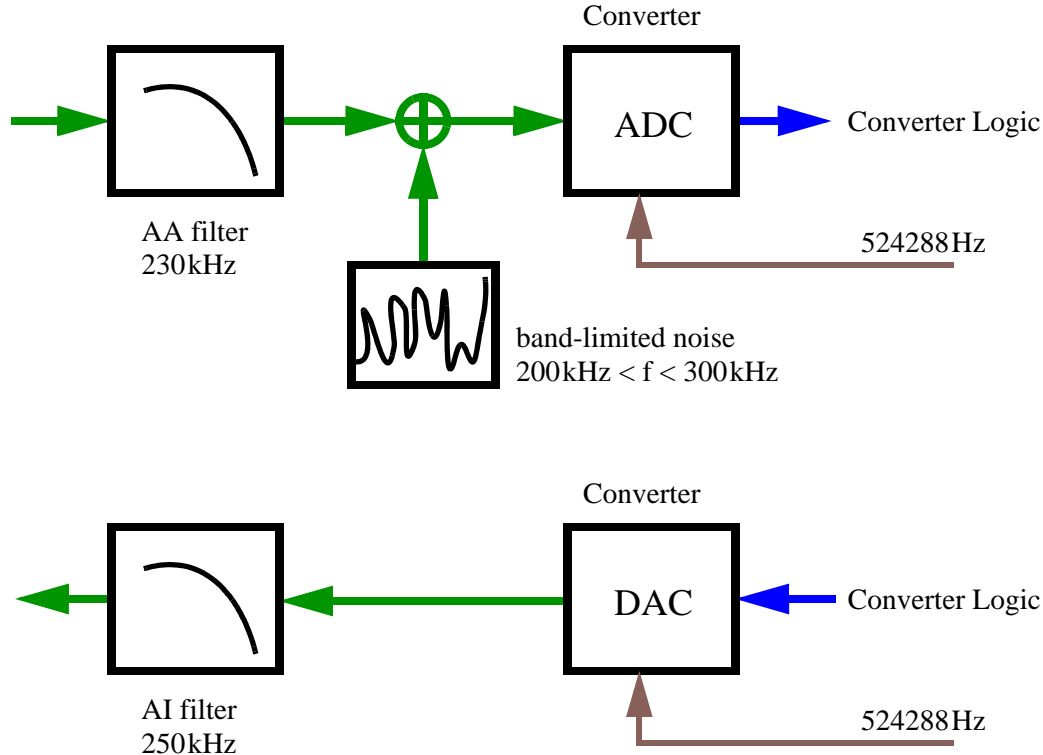 Converter
ADC
Converter Logic
AA filter
230kHz
524288Hz
band-limited noise
200kHz < f < 300kHz
Converter
DAC
Converter Logic
AI filter
250kHz
524288Hz